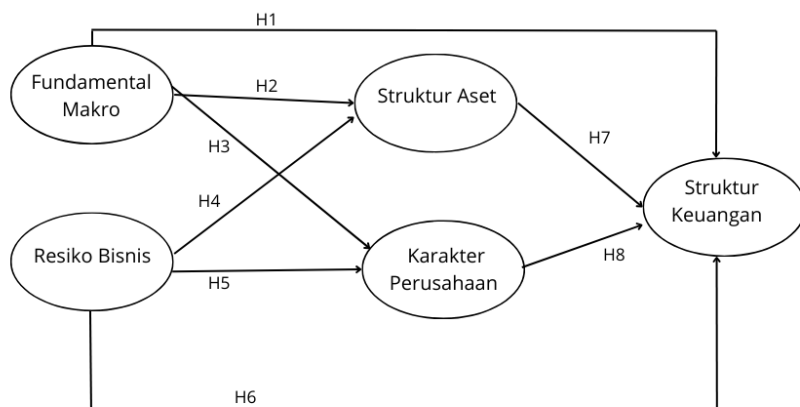 H1
Fundamental
Makro
H2
Struktur Aset
H3
H7
H4
Struktur
Keuangan
Resiko Bisnis
H5
Karakter
Perusahaan
H8
H6